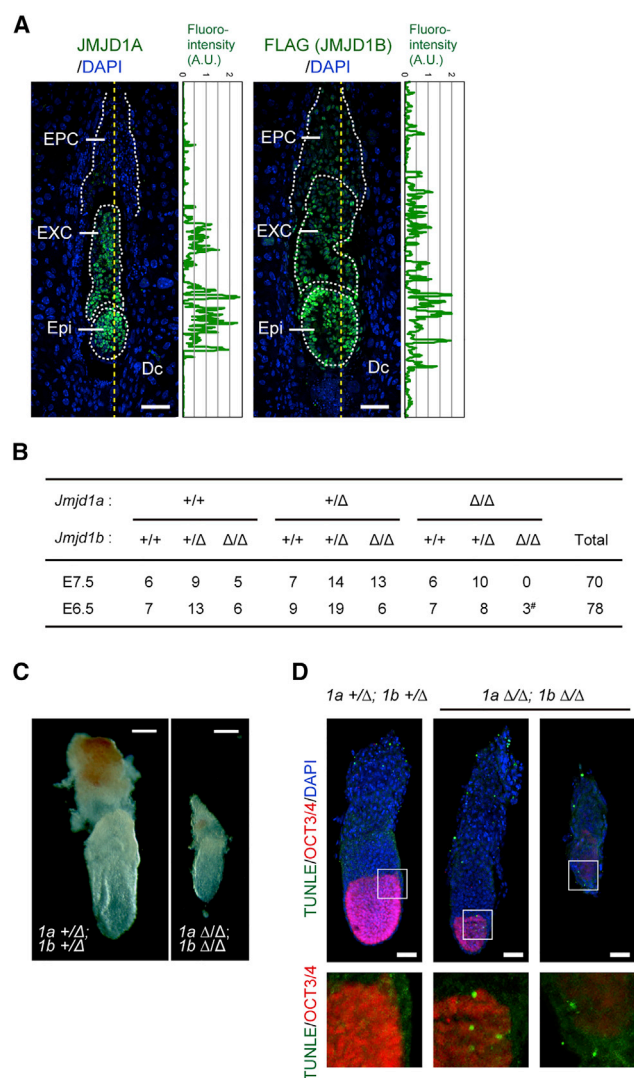 A
JMJD1A
/DAPI
Fluoro-
intensity
(A.U.)
0 1 2
FLAG (JMJD1B)
/DAPI
Fluoro-
intensity
(A.U.)
0 1 2
EPC
EXC
Epi
Dc
EPC
EXC
Epi
Dc
B
Jmjd1a : +/+ +/Δ Δ/Δ
Jmjd1b : +/+ +/Δ Δ/Δ +/+ +/Δ Δ/Δ +/+ +/Δ Δ/Δ Total
E7.5 6 9 5 7 14 13 6 10 0 70
E6.5 7 13 6 9 19 6 7 8 3# 78
C
1a +/Δ;
1b +/Δ
1a Δ/Δ;
1b Δ/Δ
D
1a +/Δ; 1b +/Δ
1a Δ/Δ; 1b Δ/Δ
TUNLE/OCT3/4/DAPI
TUNLE/OCT3/4